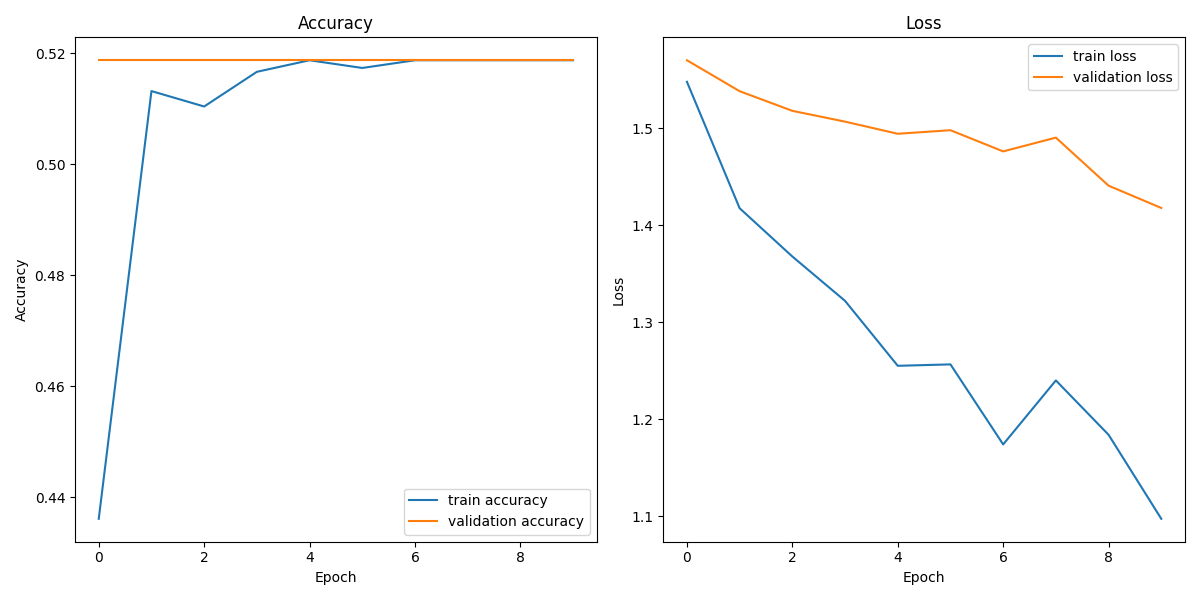 Accuracy
0.52
0.50
0.48
0.46
0.44
Accuracy
0 2 4 6 8
Epoch
train accuracy
validation accuracy
Loss
1.5
1.4
1.3
1.2
1.1
Loss
0 2 4 6 8
Epoch
train loss
validation loss